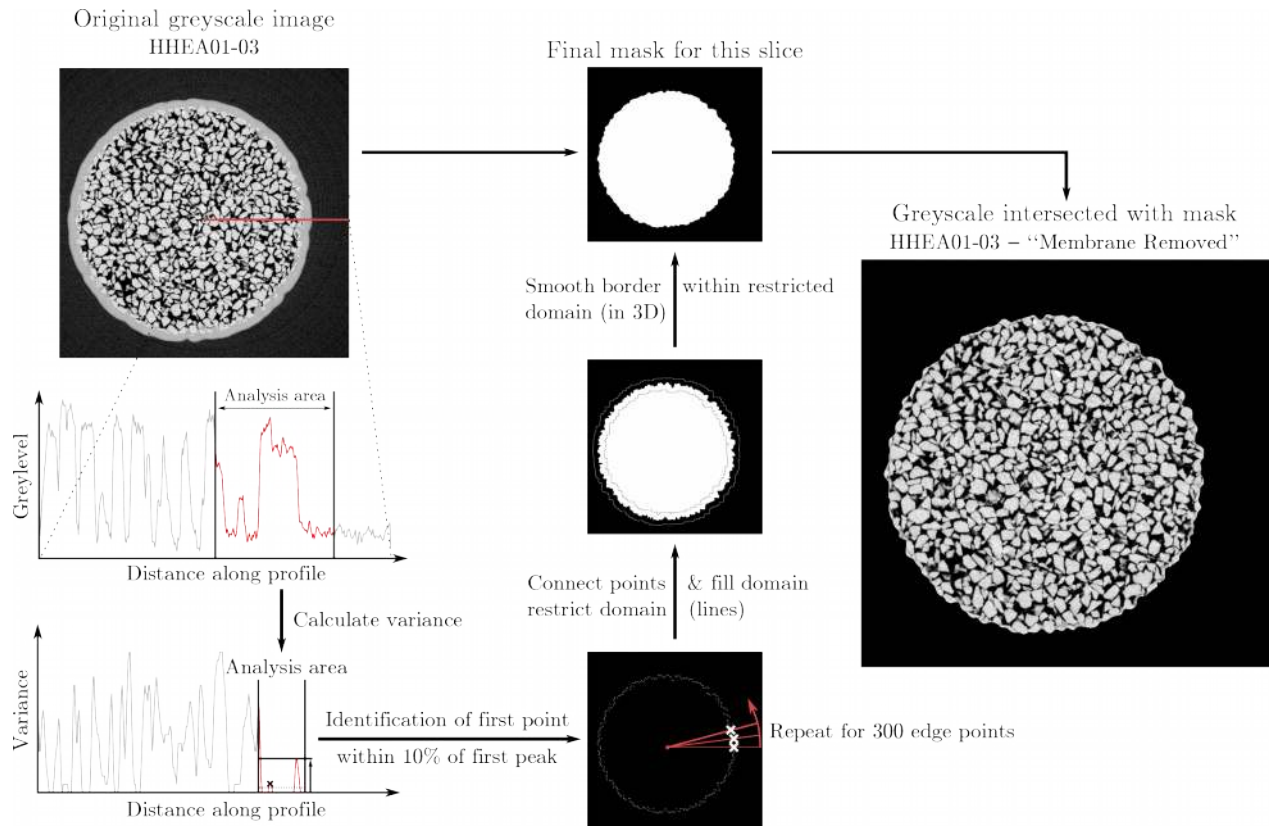 Original greyscale image
HHEA01-03
Final mask for this slice
Greyscale intersected with mask
HHEA01-03 – “Membrane Removed”
Smooth border within restricted
domain (in 3D)
Analysis area
Greylevel
Distance along profile
Connect points & fill domain
restrict domain (lines)
Calculate variance
Analysis area
Variance
Identification of first point
within 10% of first peak
Repeat for 300 edge points
Distance along profile